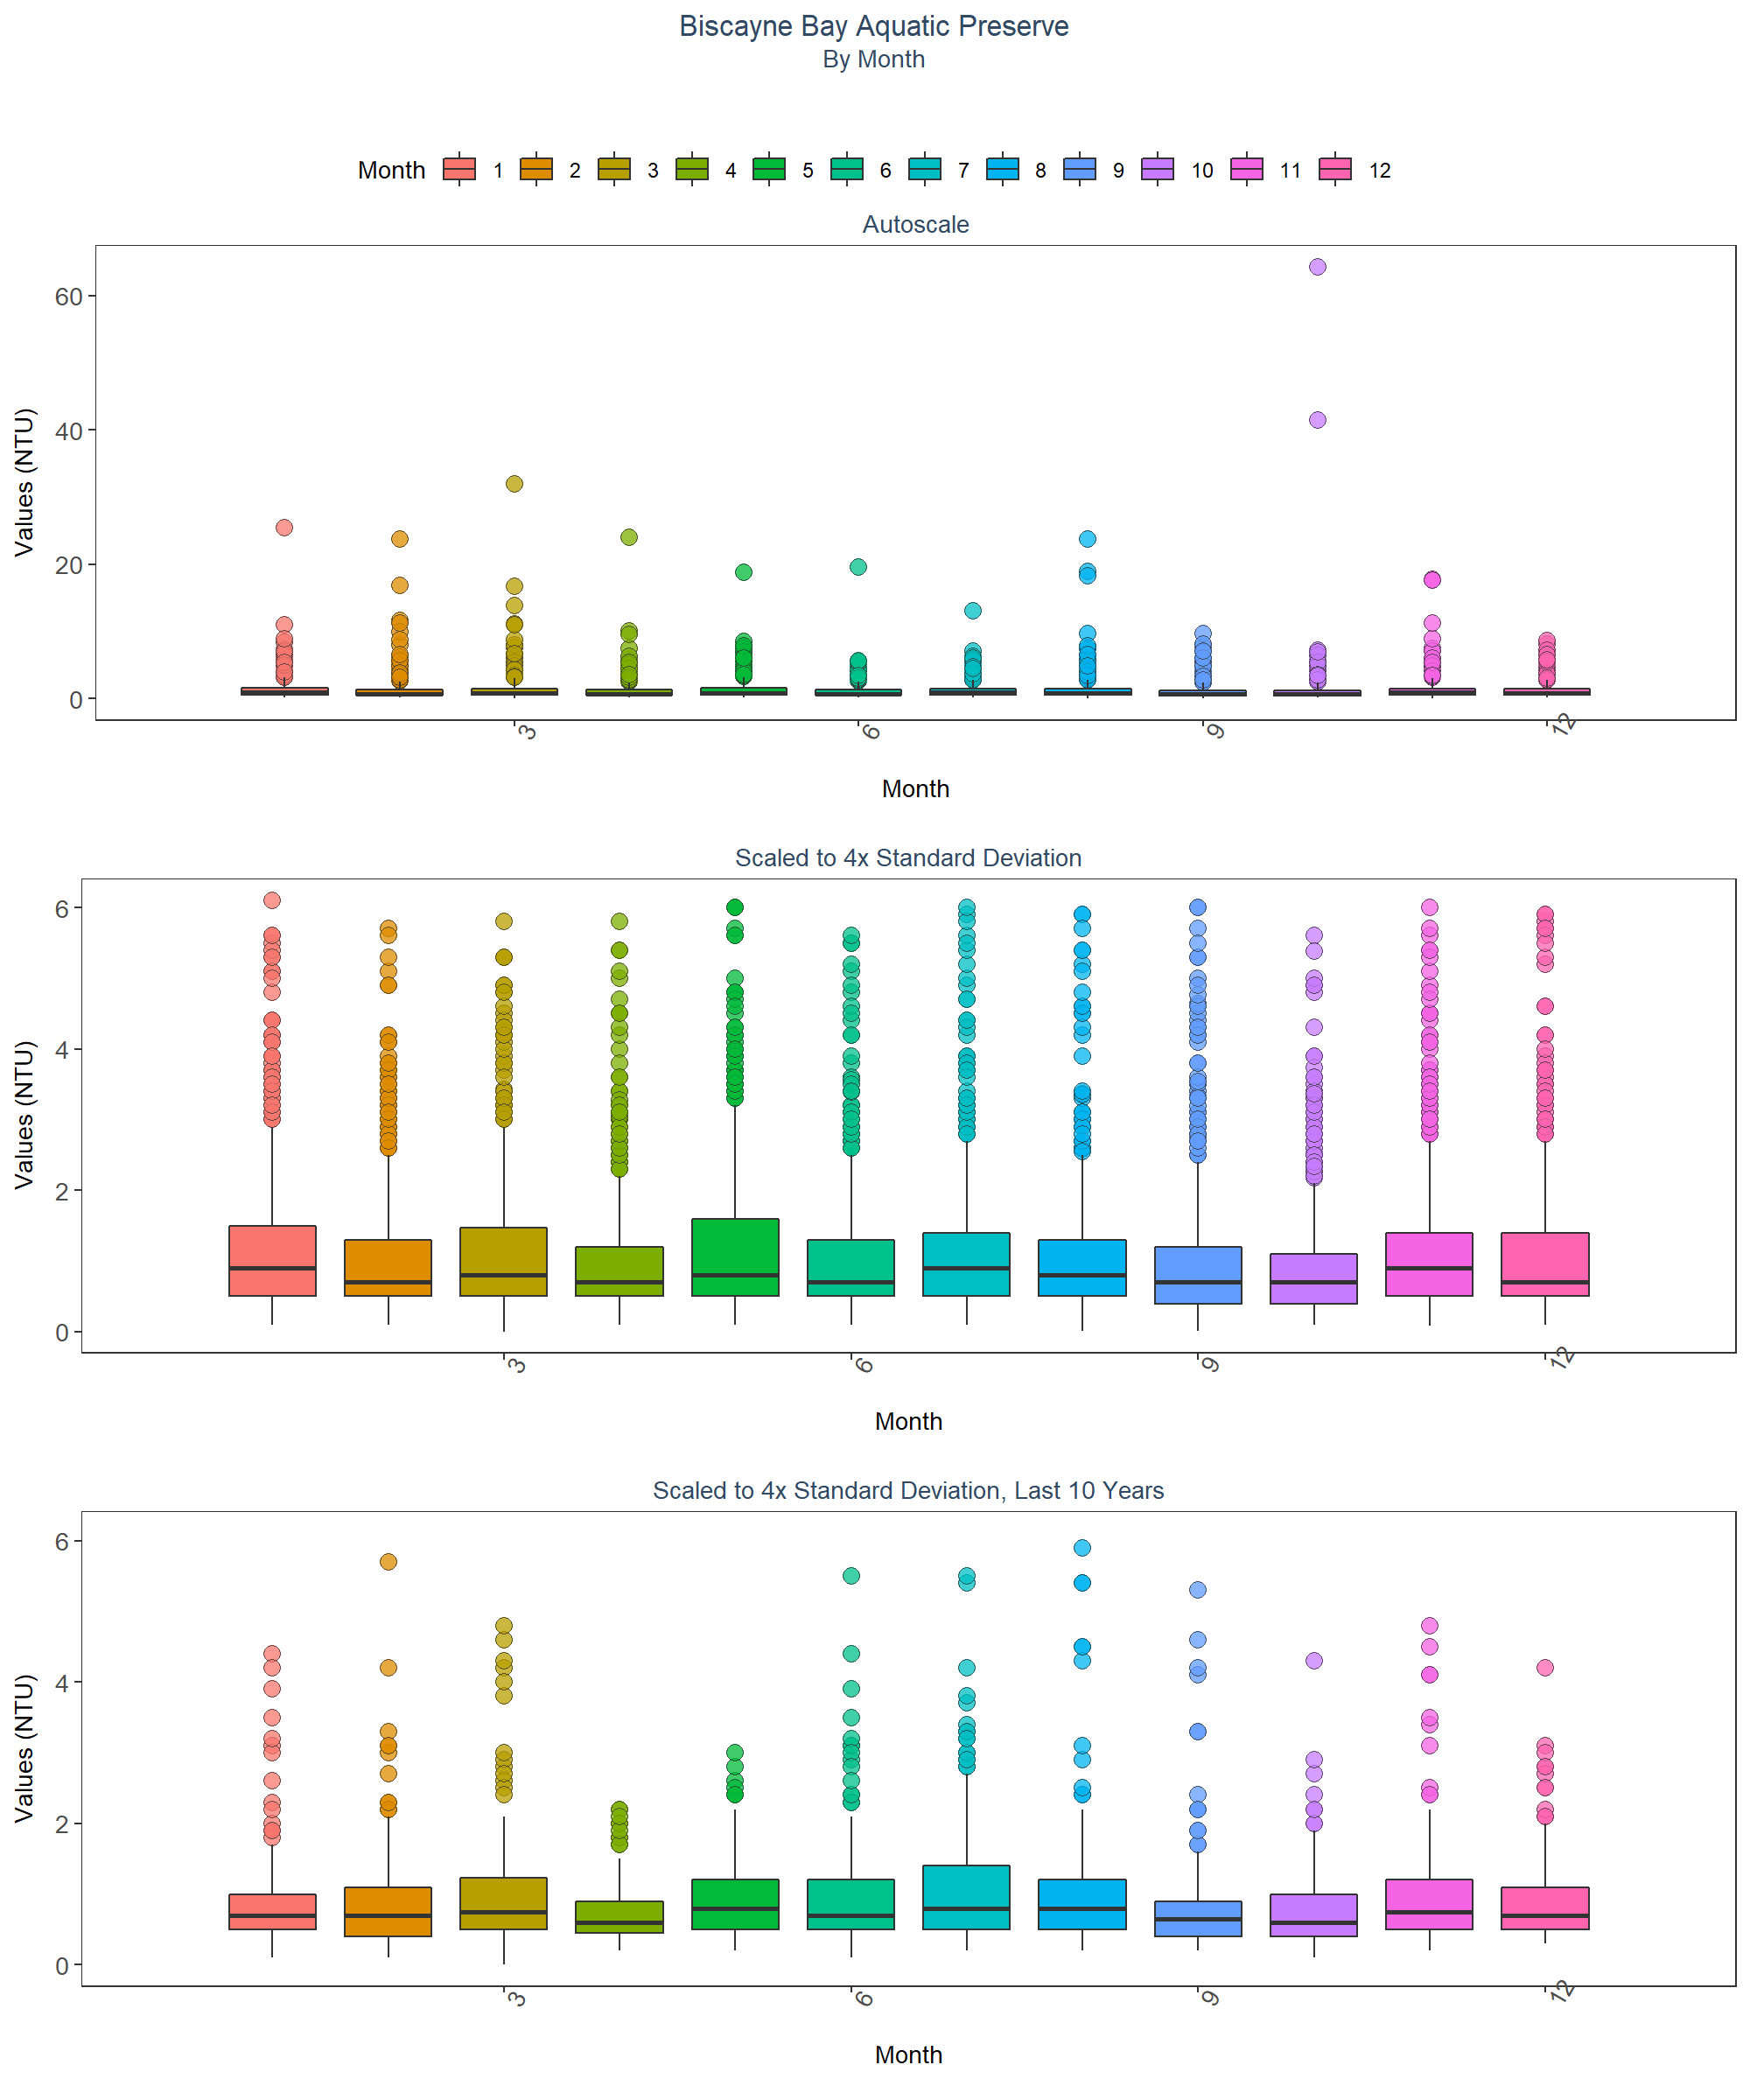 Biscayne Bay Aquatic Preserve
By Month
Month 1 2 3 4 5 6 7 8 9 10 11 12
Autoscale
Values (NTU)
60
40
20
0
3 6 9 12
Month
Scaled to 4x Standard Deviation
Values (NTU)
6
4
2
0
3 6 9 12
Month
Scaled to 4x Standard Deviation, Last 10 Years
Values (NTU)
6
4
2
0
3 6 9 12
Month